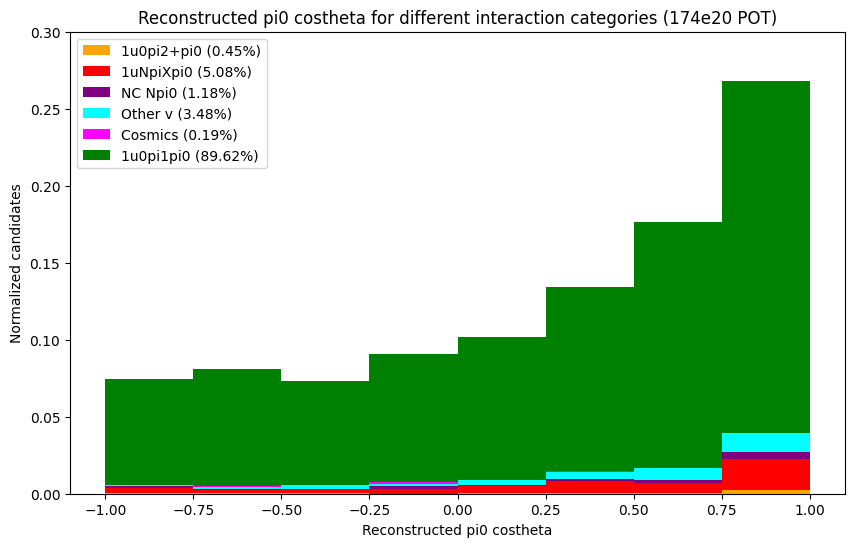 Reconstructed pi0 costheta for different interaction categories (174e20 POT)
1u0pi2+pi0 (0.45%)
1uNpiXpi0 (5.08%)
NC Npi0 (1.18%)
Other v (3.48%)
Cosmics (0.19%)
1u0pi1pi0 (89.62%)
Normalized candidates
0.30
0.25
0.20
0.15
0.10
0.05
0.00
−1.00 −0.75 −0.50 −0.25 0.00 0.25 0.50 0.75 1.00
Reconstructed pi0 costheta